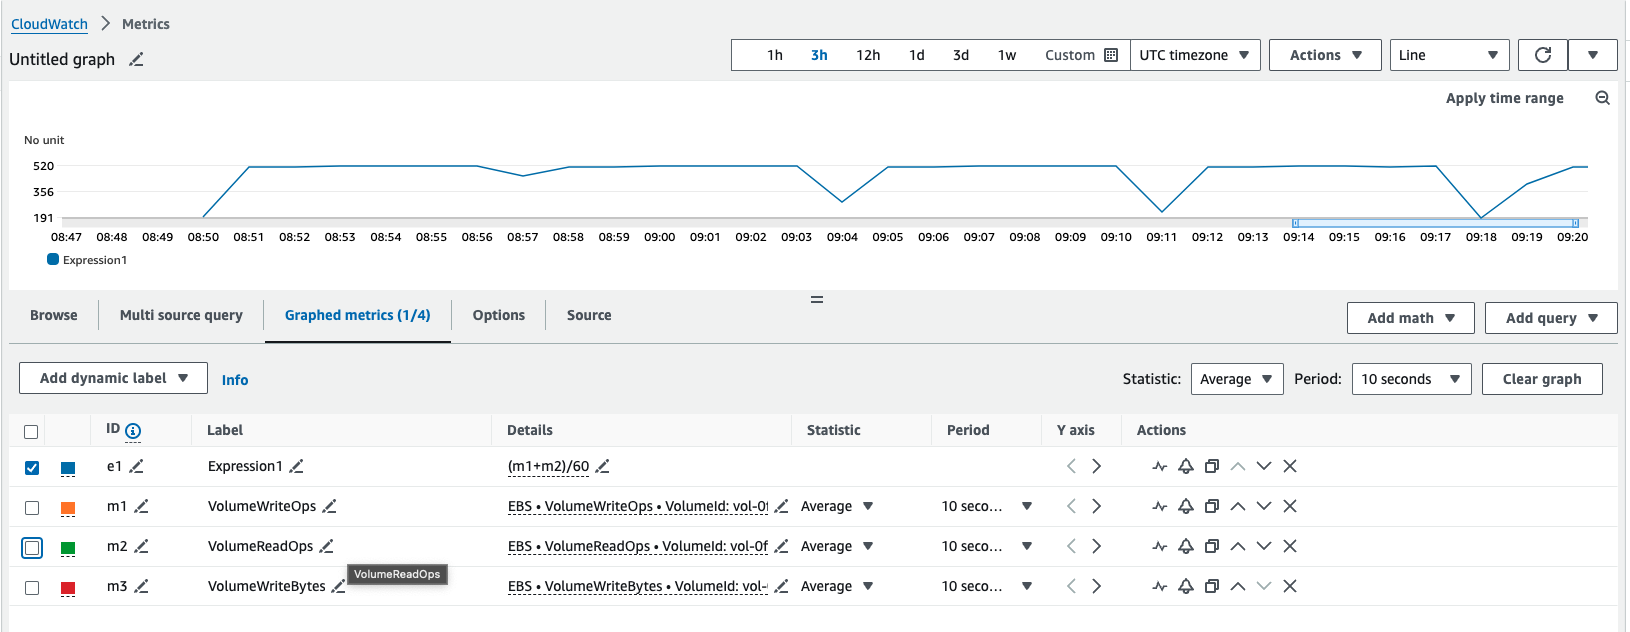 CloudWatch > Metrics
Untitled graph
1h 3h 12h 1d 3d 1w Custom UTC timezone Actions Line
Apply time range
No unit
520
356
191
08:47 08:48 08:49 08:50 08:51 08:52 08:53 08:54 08:55 08:56 08:57 08:58 08:59 09:00 09:01 09:02 09:03 09:04 09:05 09:06 09:07 09:08 09:09 09:10 09:11 09:12 09:13 09:14 09:15 09:16 09:17 09:18 09:19 09:20
Expression1
Browse Multi source query Graphed metrics (1/4) Options Source Add math Add query
Add dynamic label Info Statistic: Average Period: 10 seconds Clear graph
ID Label Details Statistic Period Y axis Actions
e1 Expression1 (m1+m2)/60
m1 VolumeWriteOps EBS • VolumeWriteOps • VolumeId: vol-0f Average 10 seco...
m2 VolumeReadOps EBS • VolumeReadOps • VolumeId: vol-0f Average 10 seco...
VolumeReadOps
m3 VolumeWriteBytes EBS • VolumeWriteBytes • VolumeId: vol- Average 10 seco...